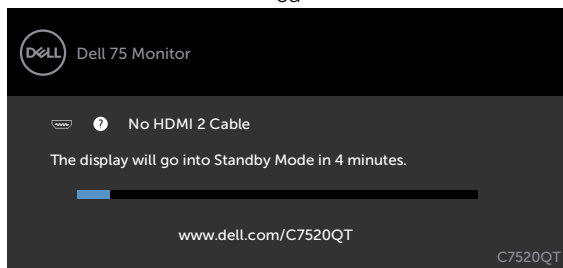 ou
DELL
Dell 75 Monitor
? No HDMI 2 Cable
The display will go into Standby Mode in 4 minutes.
www.dell.com/C7520QT
C7520QT